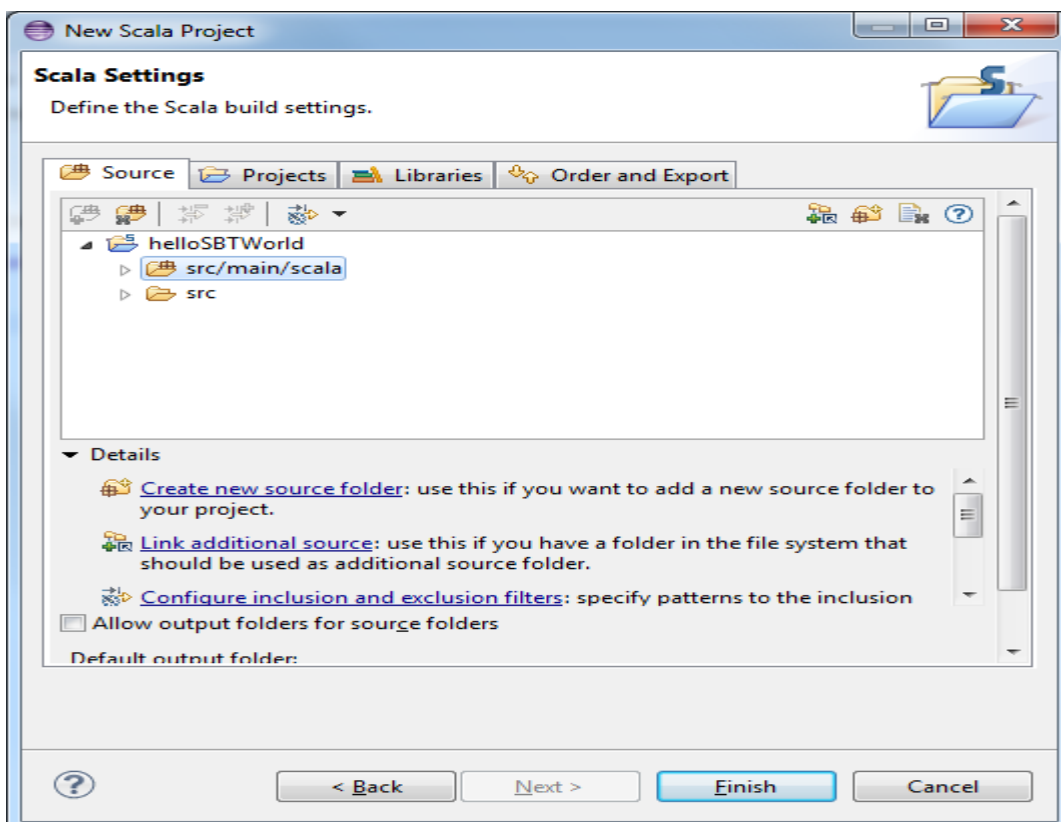 New Scala Project
Scala Settings
Define the Scala build settings.
Source
Projects
Libraries
Order and Export
helloSBTWorld
src/main/scala
src
Details
Create new source folder: use this if you want to add a new source folder to
your project.
Link additional source: use this if you have a folder in the file system that
should be used as additional source folder.
Configure inclusion and exclusion filters: specify patterns to the inclusion
Allow output folders for source folders
Default output folder:
< Back
Next >
Finish
Cancel